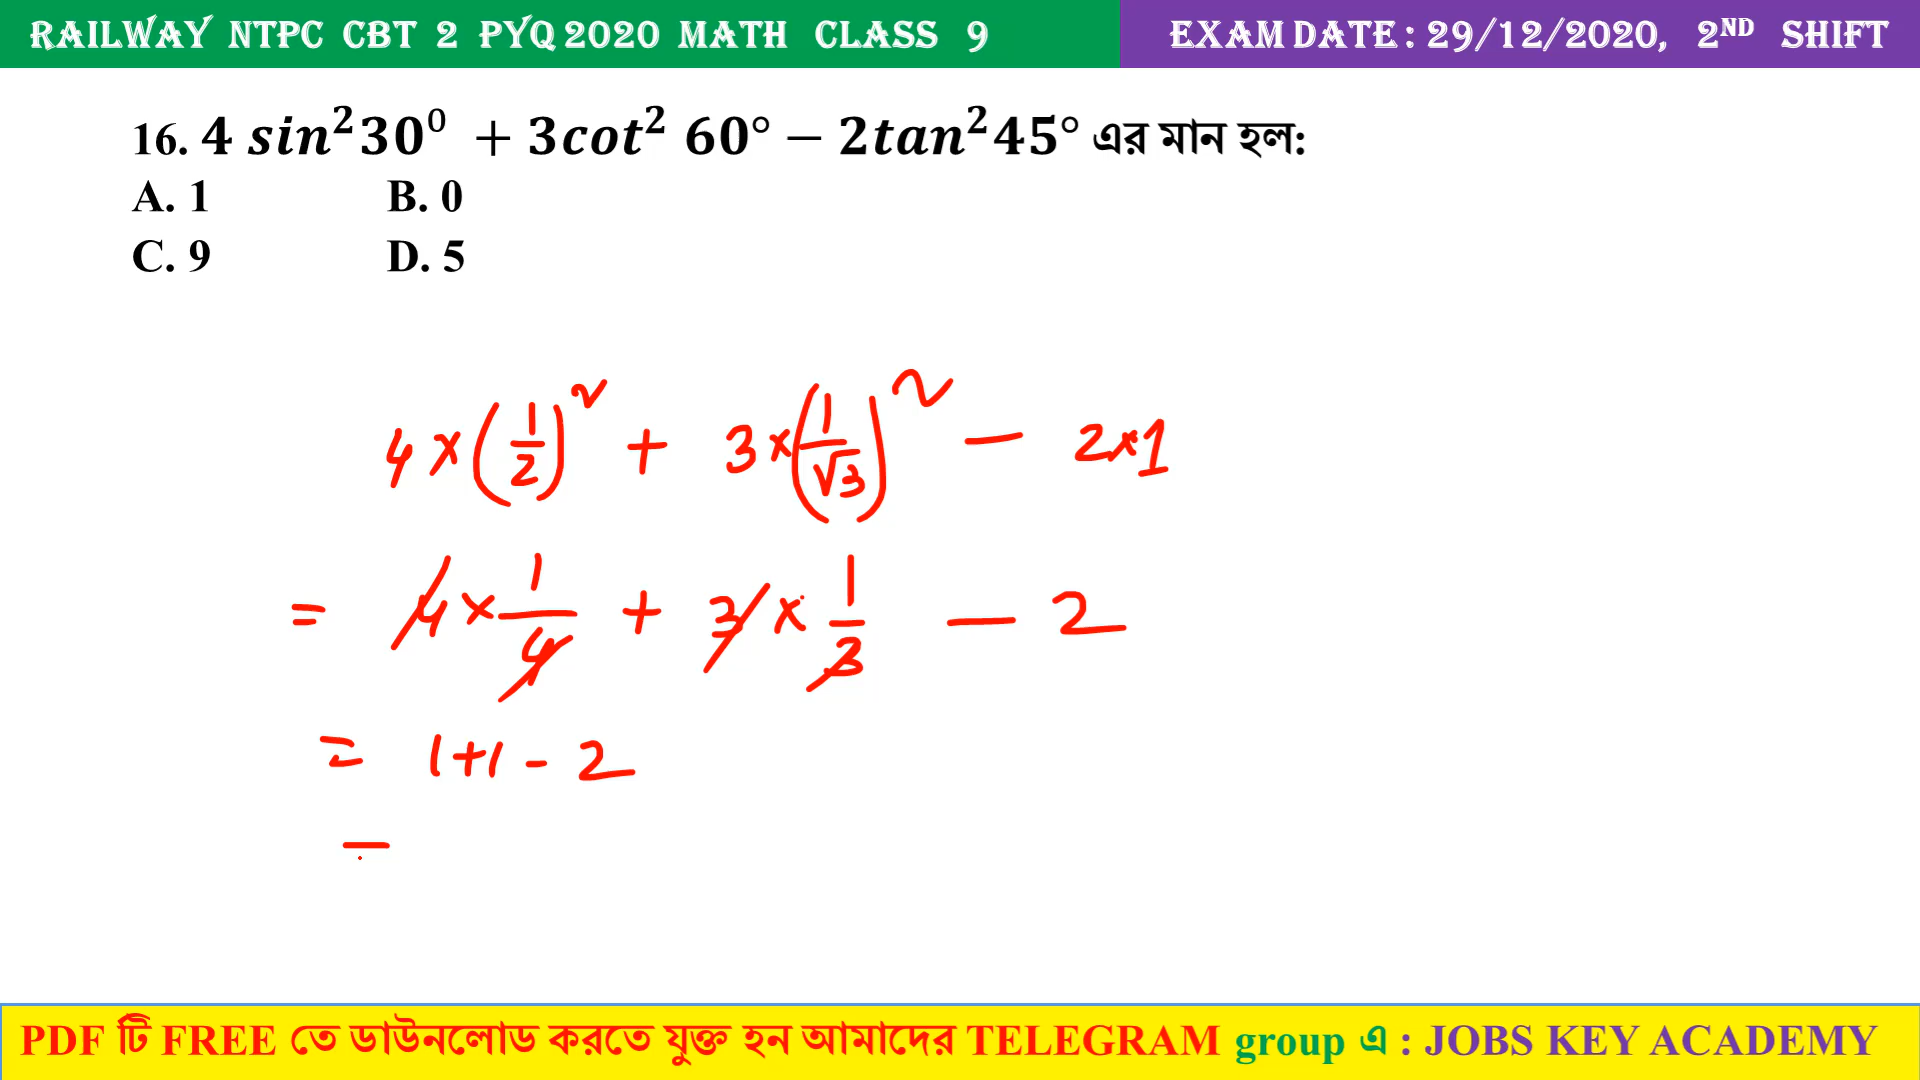 RAILWAY NTPC CBT 2 PYQ 2020 MATH CLASS 9 EXAM DATE : 29/12/2020, 2ND SHIFT
16. 4 sin²30⁰ + 3cot² 60° − 2tan²45° এর মান হল:
A. 1 B. 0
C. 9 D. 5
4 × (1/2)² + 3 × (1/√3)² − 2×1
= 4 × 1/4 + 3 × 1/3 − 2
= 1+1 - 2
PDF টি FREE তে ডাউনলোড করতে যুক্ত হন আমাদের TELEGRAM group এ : JOBS KEY ACADEMY